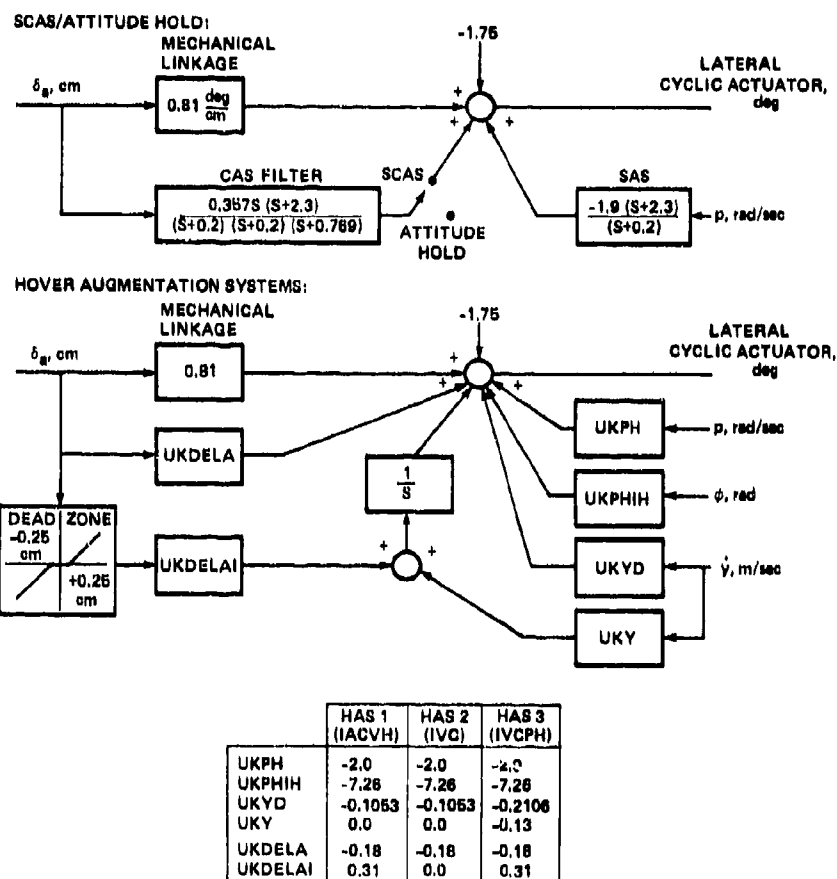 SCAS/ATTITUDE HOLD:
MECHANICAL
LINKAGE
-1.75
LATERAL
CYCLIC ACTUATOR,
deg
δa, cm
0.81 deg/cm
+
+
+
CAS FILTER
SCAS
SAS
0.357S (S+2.3)
(S+0.2) (S+0.2) (S+0.769)
-1.9 (S+2.3)
(S+0.2)
p, rad/sec
ATTITUDE
HOLD
HOVER AUGMENTATION SYSTEMS:
MECHANICAL
LINKAGE
-1.75
LATERAL
CYCLIC ACTUATOR,
deg
δa, cm
0.81
+
+
+
UKPH
p, rad/sec
UKDELA
1
S
UKPHIH
φ, rad
DEAD ZONE
-0.25
cm
+0.25
cm
UKDELAI
+
+
UKYD
ẏ, m/sec
UKY
HAS 1 HAS 2 HAS 3
(IACVH) (IVC) (IVCPH)
UKPH -2.0 -2.0
UKPHIH -7.26 -7.26 -7.26
UKYD -0.1053 -0.1053 -0.2106
UKY 0.0 0.0 -0.13
UKDELA -0.18 -0.18 -0.18
UKDELAI 0.31 0.0 0.31